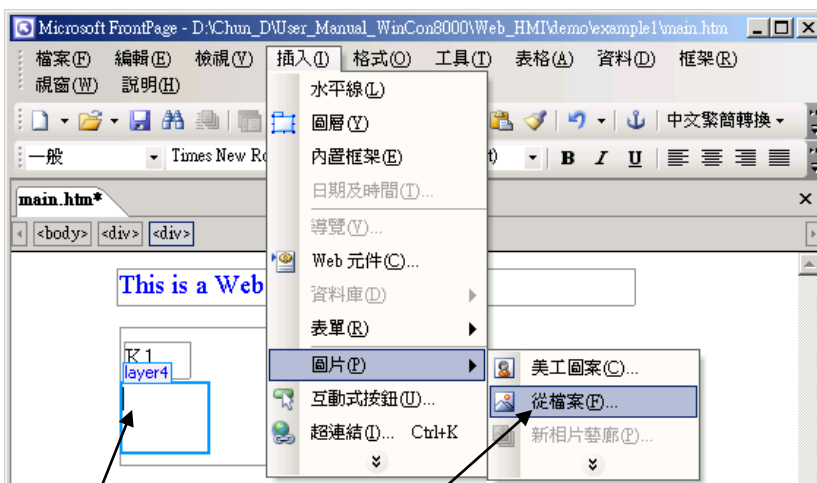 Microsoft FrontPage - D:\Chun_D\User_Manual_WinCon8000\Web_HMI\demo\example1\main.htm
檔案(F) 編輯(E) 檢視(V) 插入(I) 格式(O) 工具(T) 表格(A) 資料(D) 框架(R)
視窗(W) 說明(H)
中文繁簡轉換
一般 Times New Ro t) B I U
main.htm*
<body> <div> <div>
This is a Web
K1
layer4
水平線(L)
圖層(Y)
內置框架(E)
日期及時間(T)...
導覽(V)...
Web 元件(C)...
資料庫(D)
表單(R)
圖片(P)
互動式按鈕(U)...
超連結(I)... Ctrl+K
美工圖案(C)...
從檔案(F)...
新相片藝廊(P)...